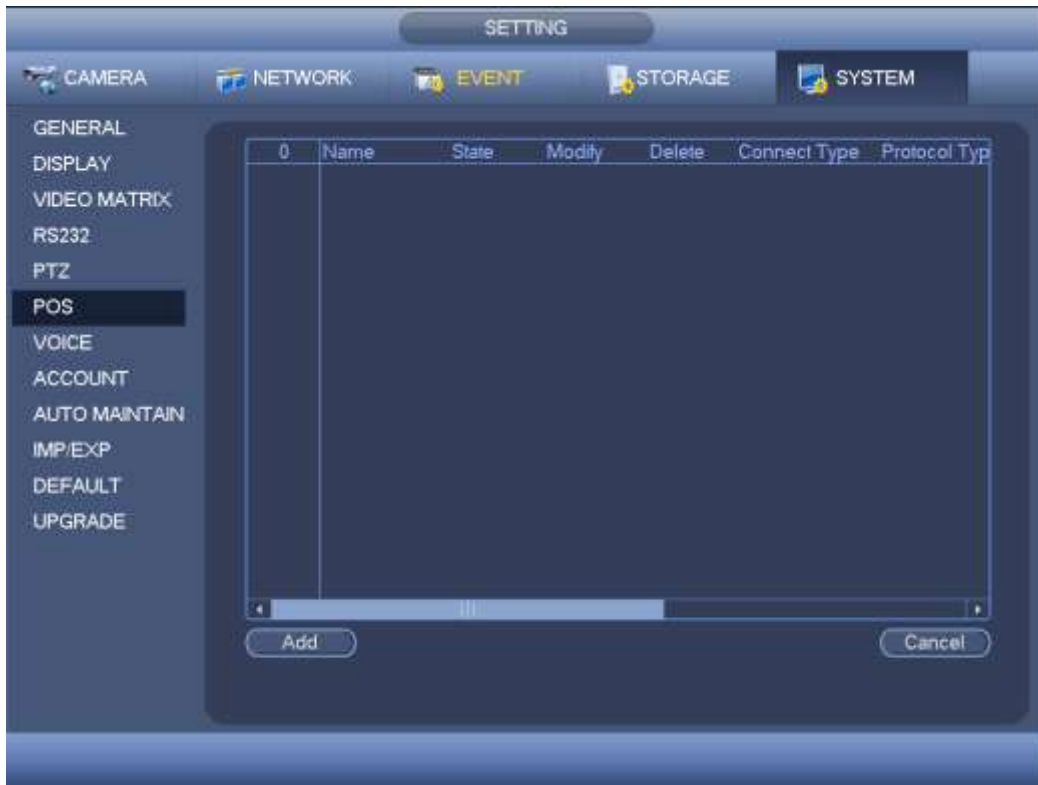 SETTING
CAMERA NETWORK EVENT STORAGE SYSTEM
GENERAL
DISPLAY
VIDEO MATRIX
RS232
PTZ
POS
VOICE
ACCOUNT
AUTO MAINTAIN
IMP/EXP
DEFAULT
UPGRADE
0 Name State Modify Delete Connect Type Protocol Typ
Add Cancel